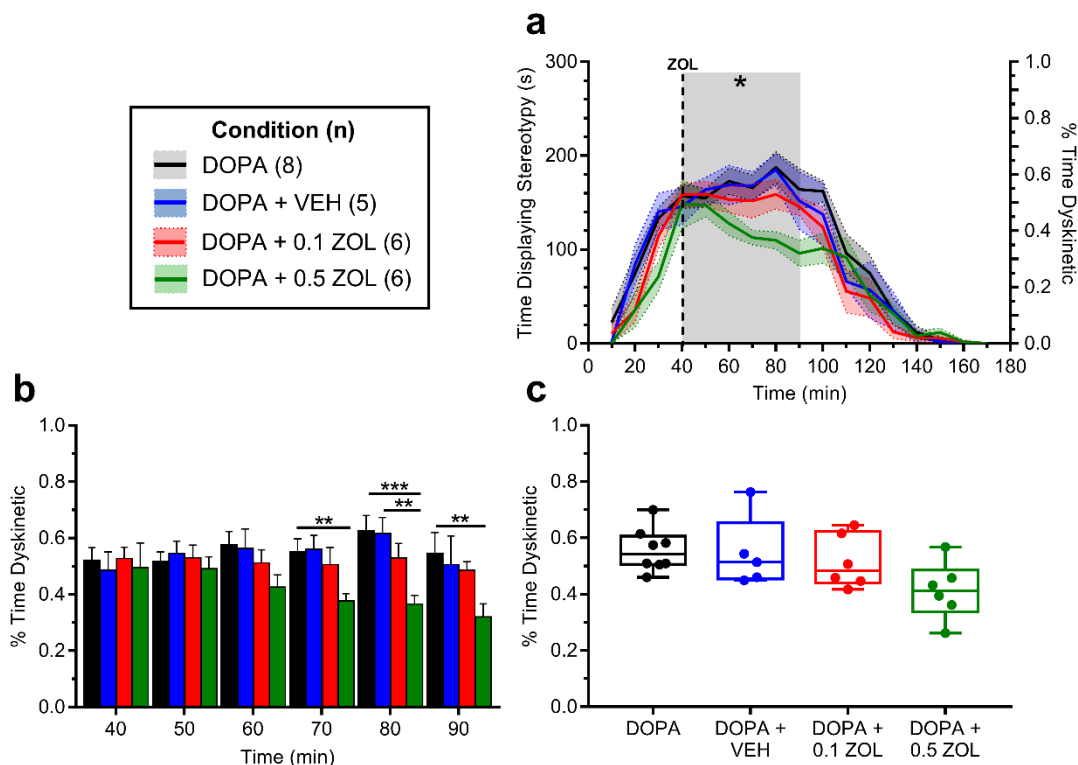 a
Condition (n)
DOPA (8)
DOPA + VEH (5)
DOPA + 0.1 ZOL (6)
DOPA + 0.5 ZOL (6)
Time Displaying Stereotypy (s)
300
200
100
0
ZOL
*
1.0
0.8
0.6
0.4
0.2
0.0
% Time Dyskinetic
0 20 40 60 80 100 120 140 160 180
Time (min)
b
% Time Dyskinetic
1.0
0.8
0.6
0.4
0.2
0.0
***
**
**
**
40 50 60 70 80 90
Time (min)
c
% Time Dyskinetic
1.0
0.8
0.6
0.4
0.2
0.0
DOPA
DOPA +
VEH
DOPA +
0.1 ZOL
DOPA +
0.5 ZOL